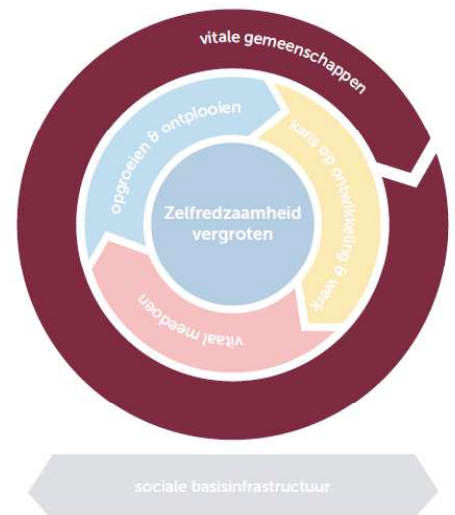 vitale gemeenschappen
opgroeien & ontplooien
kans op ontwikkeling & werk
Zelfredzaamheid
vergroten
vitaal meedoen
sociale basisinfrastructuur